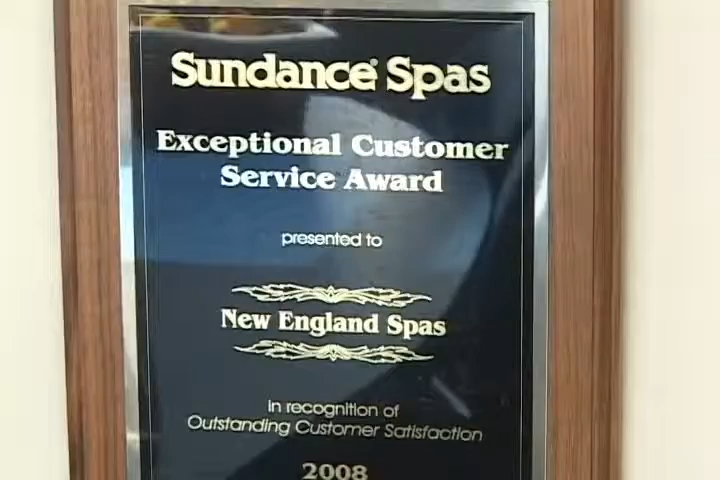 Sundance® Spas
Exceptional Customer
Service Award
presented to
New England Spas
in recognition of
Outstanding Customer Satisfaction
2008